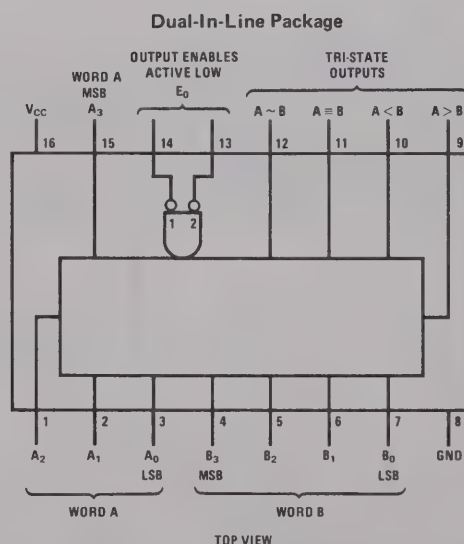 Dual-In-Line Package
OUTPUT ENABLES
ACTIVE LOW
E₀
TRI-STATE
OUTPUTS
WORD A
MSB
V_CC A₃ A ~ B A ≡ B A < B A > B
16 15 14 13 12 11 10 9
1 2
1 2 3 4 5 6 7 8
A₂ A₁ A₀ B₃ B₂ B₁ B₀ GND
LSB MSB LSB
WORD A WORD B
TOP VIEW